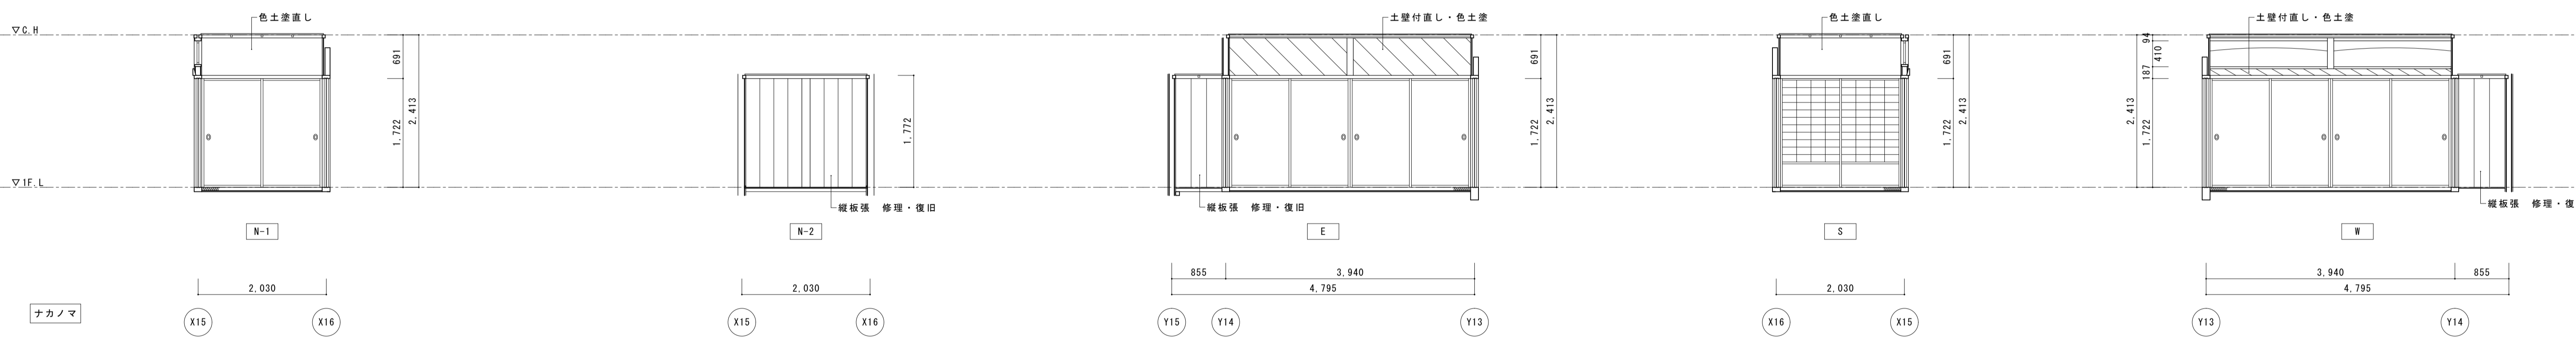 ▽C.H
▽1F.L
ナカノマ
色土塗直し
691
1,722
2,413
N-1
2,030
X15
X16
1,772
縦板張　修理・復旧
N-2
2,030
X15
X16
土壁付直し・色土塗
691
1,722
2,413
縦板張　修理・復旧
E
855
3,940
4,795
Y15
Y14
Y13
色土塗直し
691
1,722
2,413
S
2,030
X16
X15
土壁付直し・色土塗
94
410
187
1,722
2,413
縦板張　修理・復
W
3,940
855
4,795
Y13
Y14